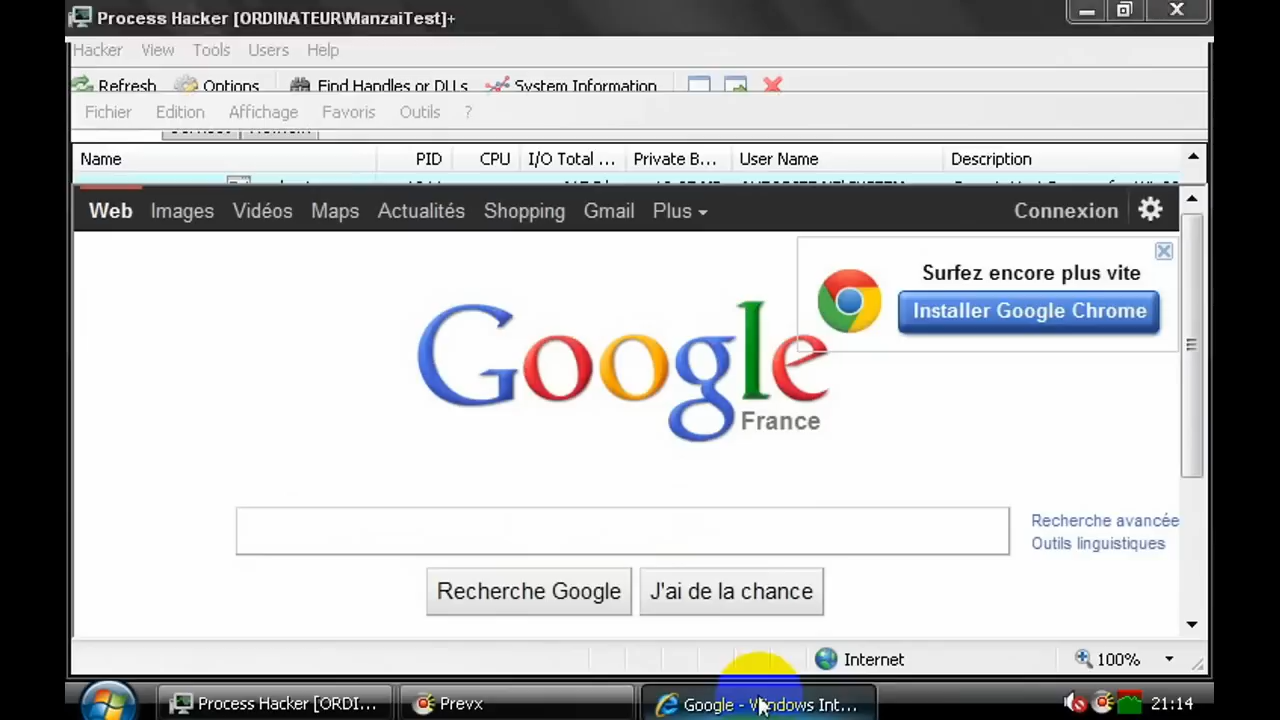 Process Hacker [ORDINATEUR\ManzaiTest]+
Hacker View Tools Users Help
Refresh Options Find Handles or DLLs System Information
Fichier Edition Affichage Favoris Outils ?
Name PID CPU I/O Total ... Private B... User Name Description
Web Images Vidéos Maps Actualités Shopping Gmail Plus Connexion
Surfez encore plus vite
Installer Google Chrome
Google
France
Recherche avancée
Outils linguistiques
Recherche Google J'ai de la chance
Internet 100%
Process Hacker [ORDI... Prevx Google - Windows Int... 21:14